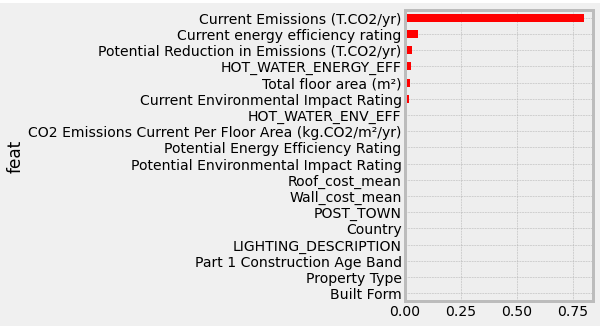 Current Emissions (T.CO2/yr)
Current energy efficiency rating
Potential Reduction in Emissions (T.CO2/yr)
HOT_WATER_ENERGY_EFF
Total floor area (m²)
Current Environmental Impact Rating
HOT_WATER_ENV_EFF
CO2 Emissions Current Per Floor Area (kg.CO2/m²/yr)
Potential Energy Efficiency Rating
Potential Environmental Impact Rating
Roof_cost_mean
Wall_cost_mean
POST_TOWN
Country
LIGHTING_DESCRIPTION
Part 1 Construction Age Band
Property Type
Built Form
feat
0.00 0.25 0.50 0.75